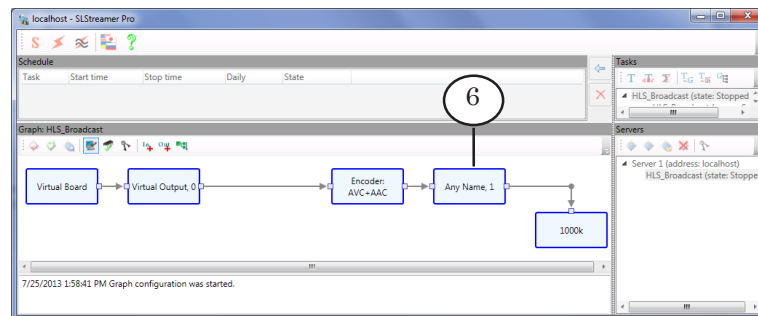 localhost - SLStreamer Pro
Schedule
Task Start time Stop time Daily State
Tasks
HLS_Broadcast (state: Stopped
6
Graph: HLS_Broadcast
Servers
Server 1 (address: localhost)
HLS_Broadcast (state: Stoppe
Virtual Board
Virtual Output, 0
Encoder:
AVC+AAC
Any Name, 1
1000k
7/25/2013 1:58:41 PM Graph configuration was started.